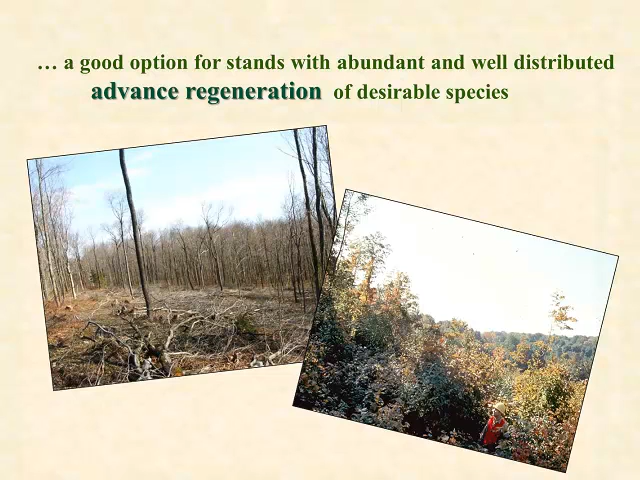 … a good option for stands with abundant and well distributed
advance regeneration of desirable species